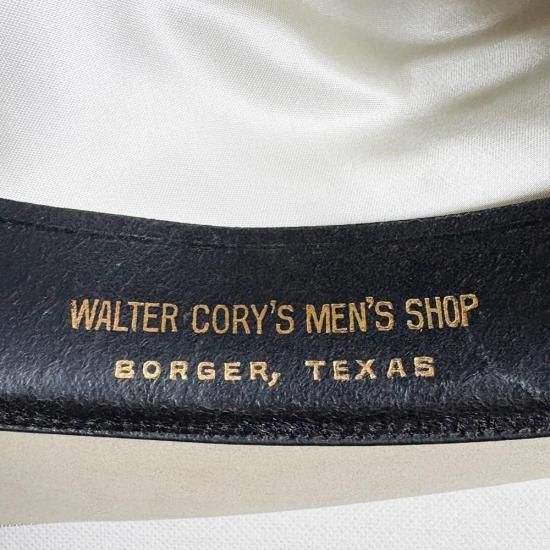 WALTER CORY'S MEN'S SHOP
BORGER, TEXAS